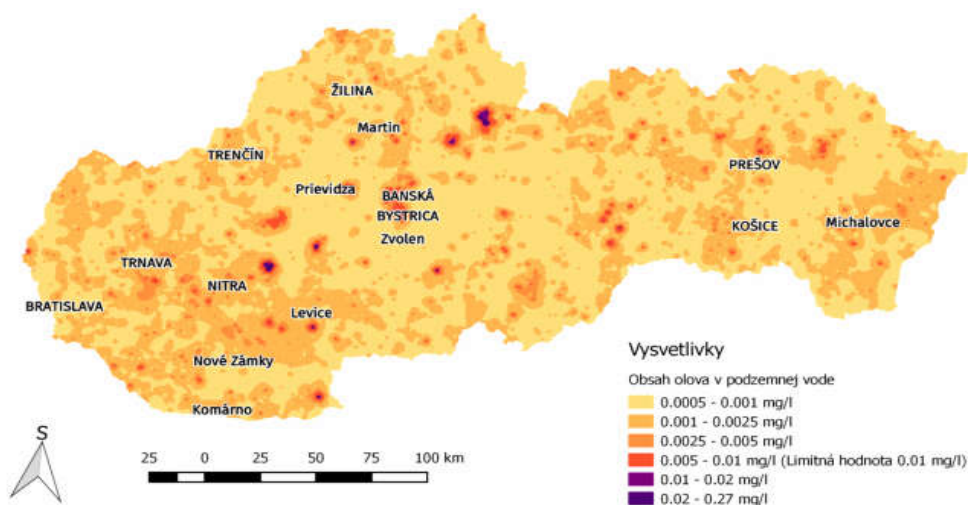 ŽILINA
Martin
TRENČÍN
PREŠOV
Prievidza
BANSKÁ
BYSTRICA
Zvolen
KOŠICE
Michalovce
TRNAVA
NITRA
BRATISLAVA
Levice
Nové Zámky
Komárno
S
25 0 25 50 75 100 km
Vysvetlivky
Obsah olova v podzemnej vode
0.0005 - 0.001 mg/l
0.001 - 0.0025 mg/l
0.0025 - 0.005 mg/l
0.005 - 0.01 mg/l (Limitná hodnota 0.01 mg/l)
0.01 - 0.02 mg/l
0.02 - 0.27 mg/l